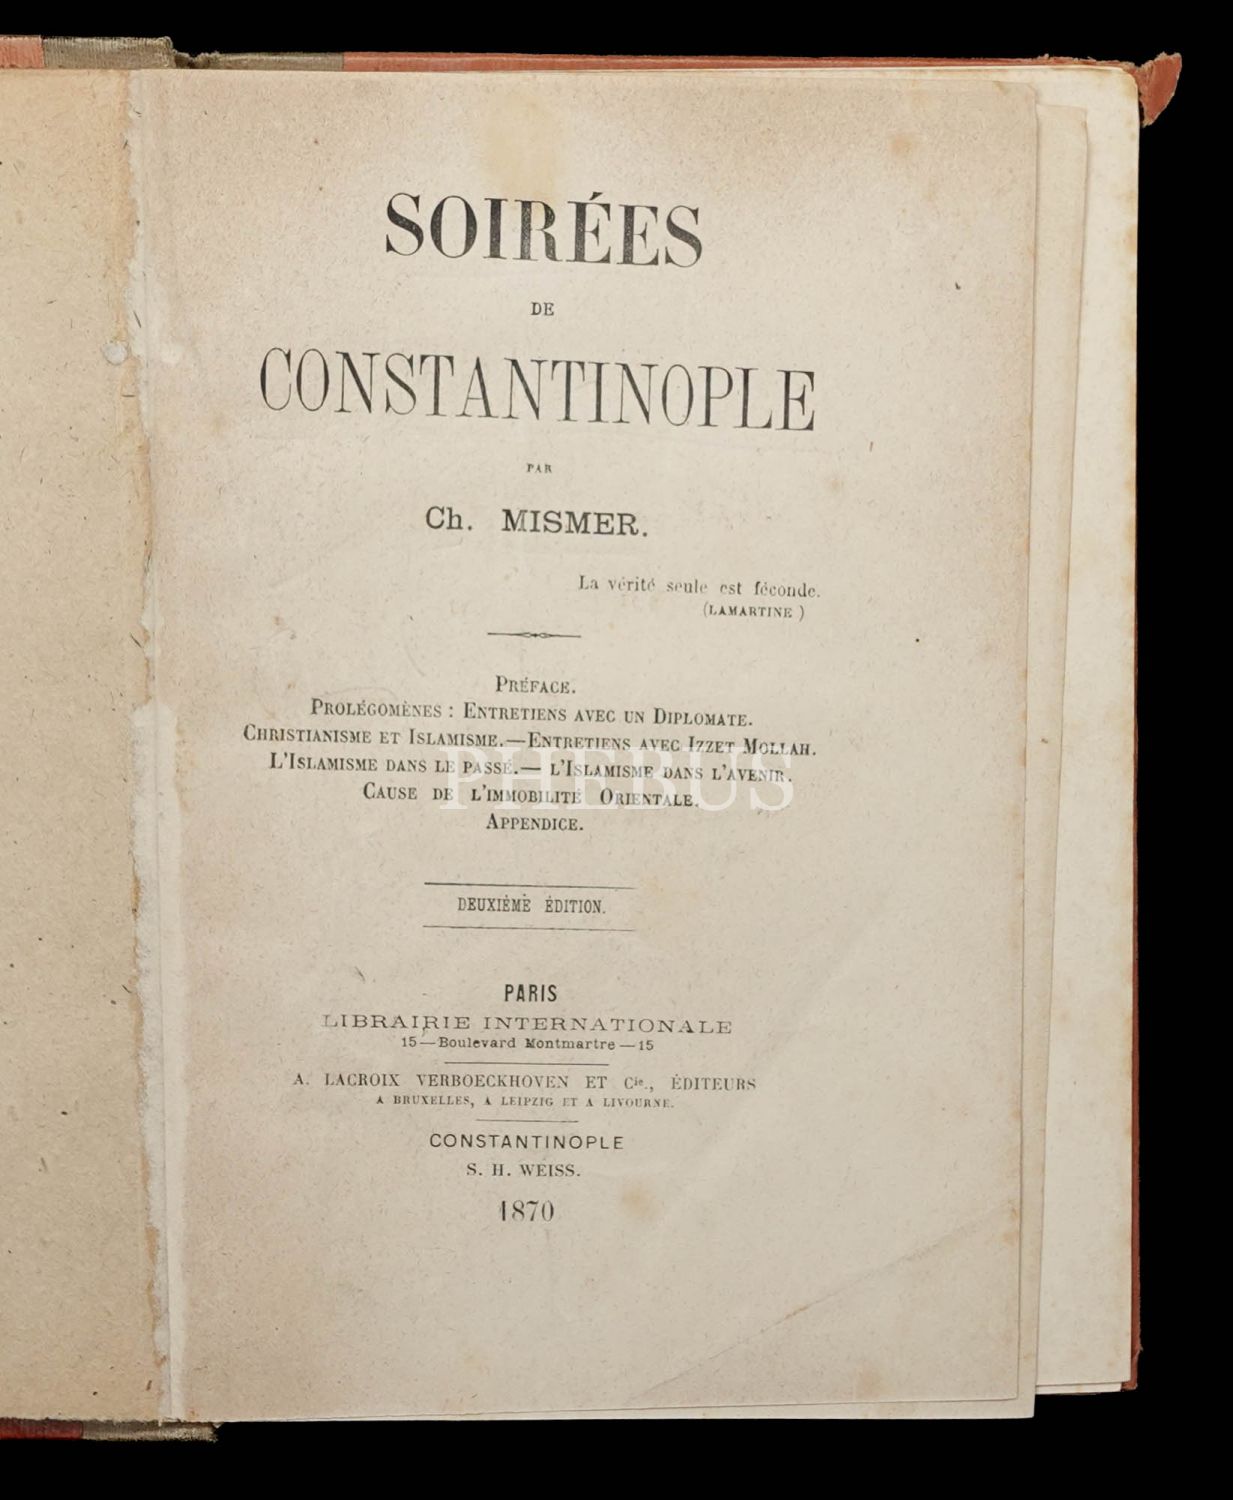 SOIRÉES
DE
CONSTANTINOPLE
PAR
Ch. MISMER.
La vérité seule est féconde.
(LAMARTINE)
PRÉFACE.
PROLÉGOMÈNES : ENTRETIENS AVEC UN DIPLOMATE.
CHRISTIANISME ET ISLAMISME.—ENTRETIENS AVEC IZZET MOLLAH.
L'ISLAMISME DANS LE PASSÉ.— L'ISLAMISME DANS L'AVENIR.
CAUSE DE L'IMMOBILITÉ ORIENTALE.
APPENDICE.
PHEBUS
DEUXIÈME ÉDITION.
PARIS
LIBRAIRIE INTERNATIONALE
15—Boulevard Montmartre—15
A. LACROIX VERBOECKHOVEN ET Cie., ÉDITEURS
A BRUXELLES, A LEIPZIG ET A LIVOURNE.
CONSTANTINOPLE
S. H. WEISS.
1870